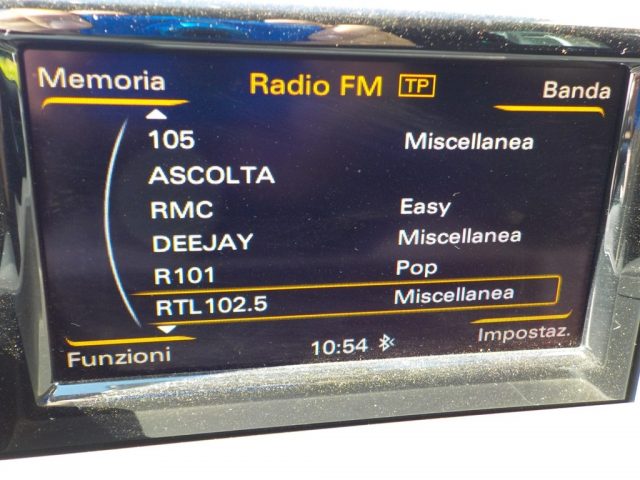 Memoria Radio FM TP Banda
105 Miscellanea
ASCOLTA
RMC Easy
DEEJAY Miscellanea
R101 Pop
RTL102.5 Miscellanea
Funzioni 10:54 Impostaz.